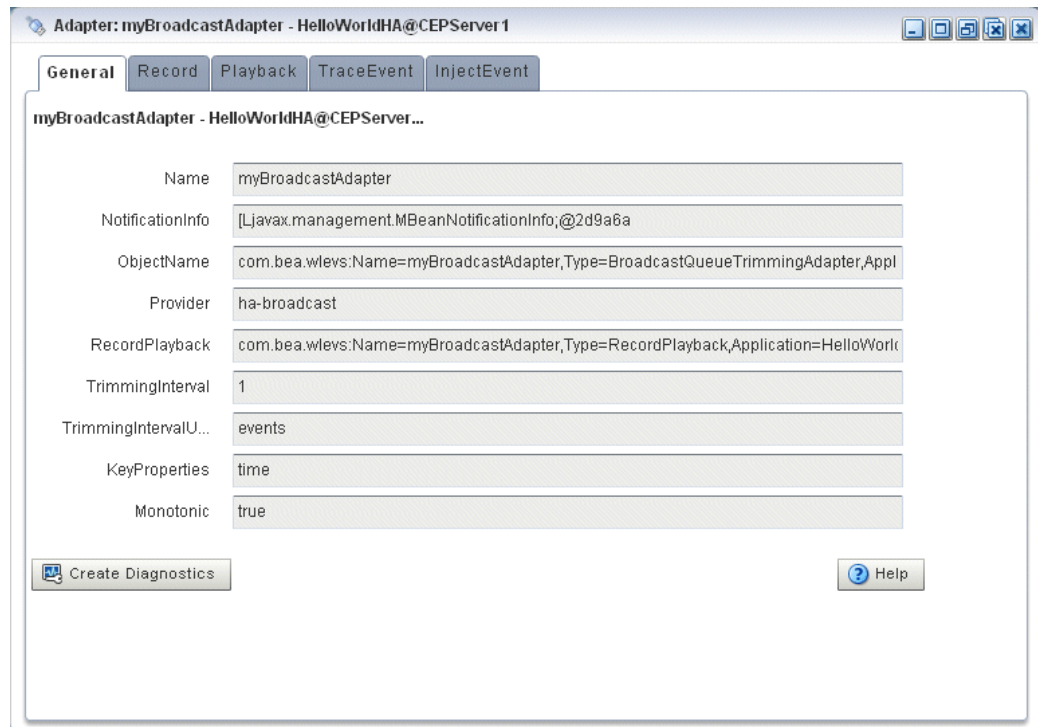 Adapter: myBroadcastAdapter - HelloWorldHA@CEPServer1
General Record Playback TraceEvent InjectEvent
myBroadcastAdapter - HelloWorldHA@CEPServer...
Name myBroadcastAdapter
NotificationInfo [Ljavax.management.MBeanNotificationInfo;@2d9a6a
ObjectName com.bea.wlevs:Name=myBroadcastAdapter,Type=BroadcastQueueTrimmingAdapter,Appl
Provider ha-broadcast
RecordPlayback com.bea.wlevs:Name=myBroadcastAdapter,Type=RecordPlayback,Application=HelloWorl
TrimmingInterval 1
TrimmingIntervalU... events
KeyProperties time
Monotonic true
Create Diagnostics Help